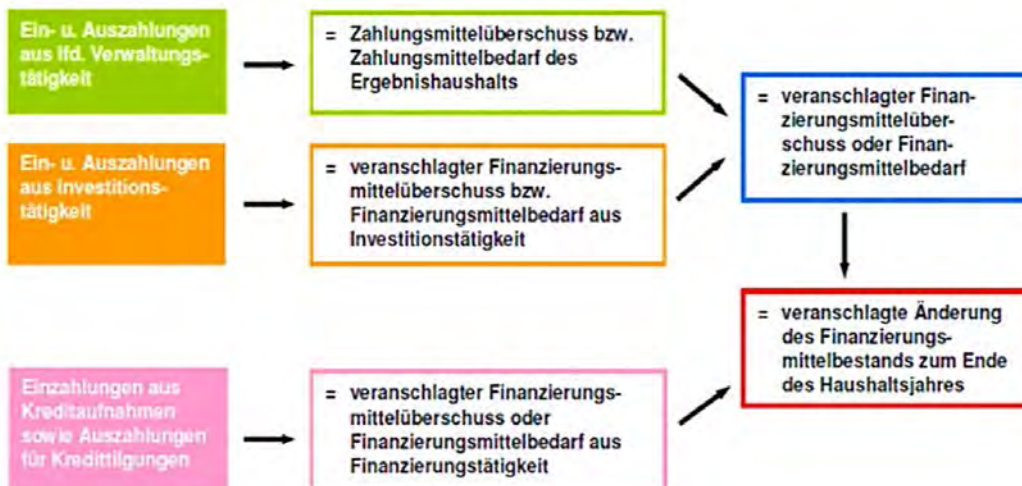 Ein- u. Auszahlungen
aus lfd. Verwaltungs-
tätigkeit
= Zahlungsmittelüberschuss bzw.
Zahlungsmittelbedarf des
Ergebnishaushalts
= veranschlagter Finan-
zierungsmittelüber-
schuss oder Finan-
zierungsmittelbedarf
Ein- u. Auszahlungen
aus Investitions-
tätigkeit
= veranschlagter Finanzierungs-
mittelüberschuss bzw.
Finanzierungsmittelbedarf aus
Investitionstätigkeit
= veranschlagte Änderung
des Finanzierungs-
mittelbestands zum Ende
des Haushaltsjahres
Einzahlungen aus
Kreditaufnahmen
sowie Auszahlungen
für Kredittilgungen
= veranschlagter Finanzierungs-
mittelüberschuss oder
Finanzierungsmittelbedarf aus
Finanzierungstätigkeit